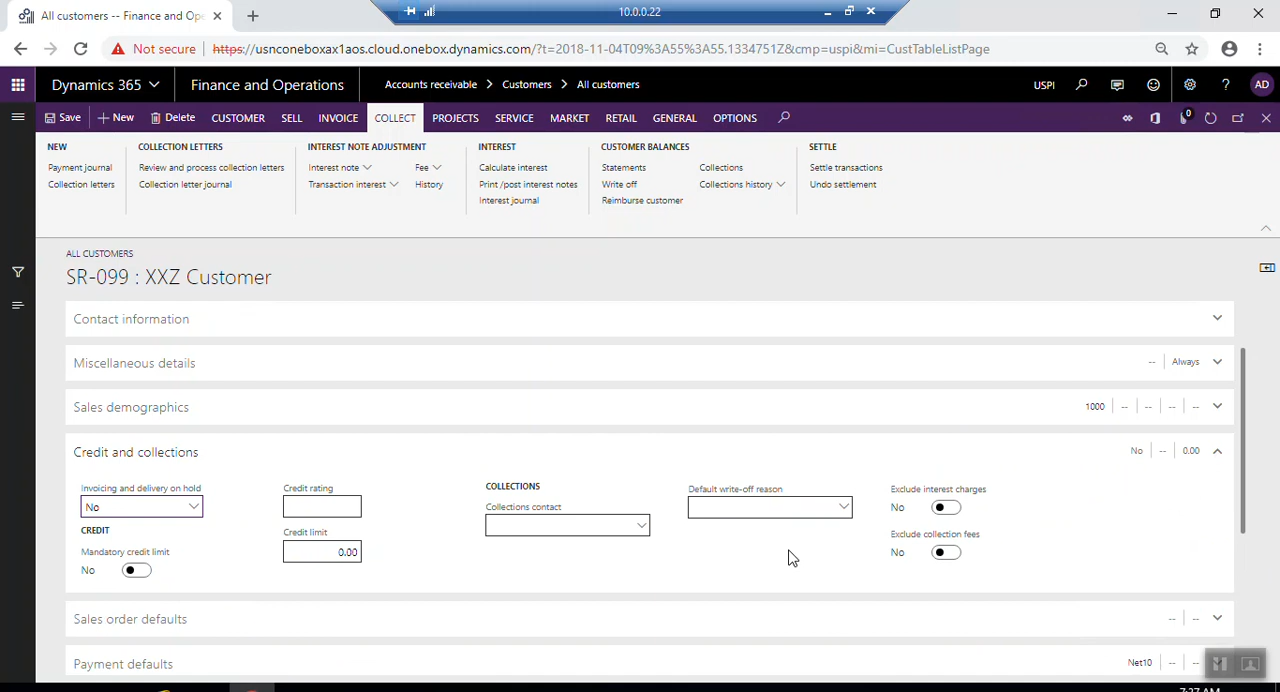 All customers -- Finance and Ope
10.0.0.22
Not secure https://usnconeboxax1aos.cloud.onebox.dynamics.com/?t=2018-11-04T09%3A55%3A55.1334751Z&cmp=uspi&mi=CustTableListPage
Dynamics 365 Finance and Operations Accounts receivable Customers All customers USPI ? AD
Save New Delete CUSTOMER SELL INVOICE COLLECT PROJECTS SERVICE MARKET RETAIL GENERAL OPTIONS 0
NEW COLLECTION LETTERS INTEREST NOTE ADJUSTMENT INTEREST CUSTOMER BALANCES SETTLE
Payment journal Review and process collection letters Interest note Fee Calculate interest Statements Collections Settle transactions
Collection letters Collection letter journal Transaction interest History Print /post interest notes Write off Collections history Undo settlement
Interest journal Reimburse customer
ALL CUSTOMERS
SR-099 : XXZ Customer
Contact information
Miscellaneous details -- Always
Sales demographics 1000 -- -- -- --
Credit and collections No -- 0.00
Invoicing and delivery on hold Credit rating COLLECTIONS Default write-off reason Exclude interest charges
No Collections contact No
CREDIT Credit limit Exclude collection fees
Mandatory credit limit 0.00 No
No
Sales order defaults -- --
Payment defaults Net10 -- --
7:27 AM